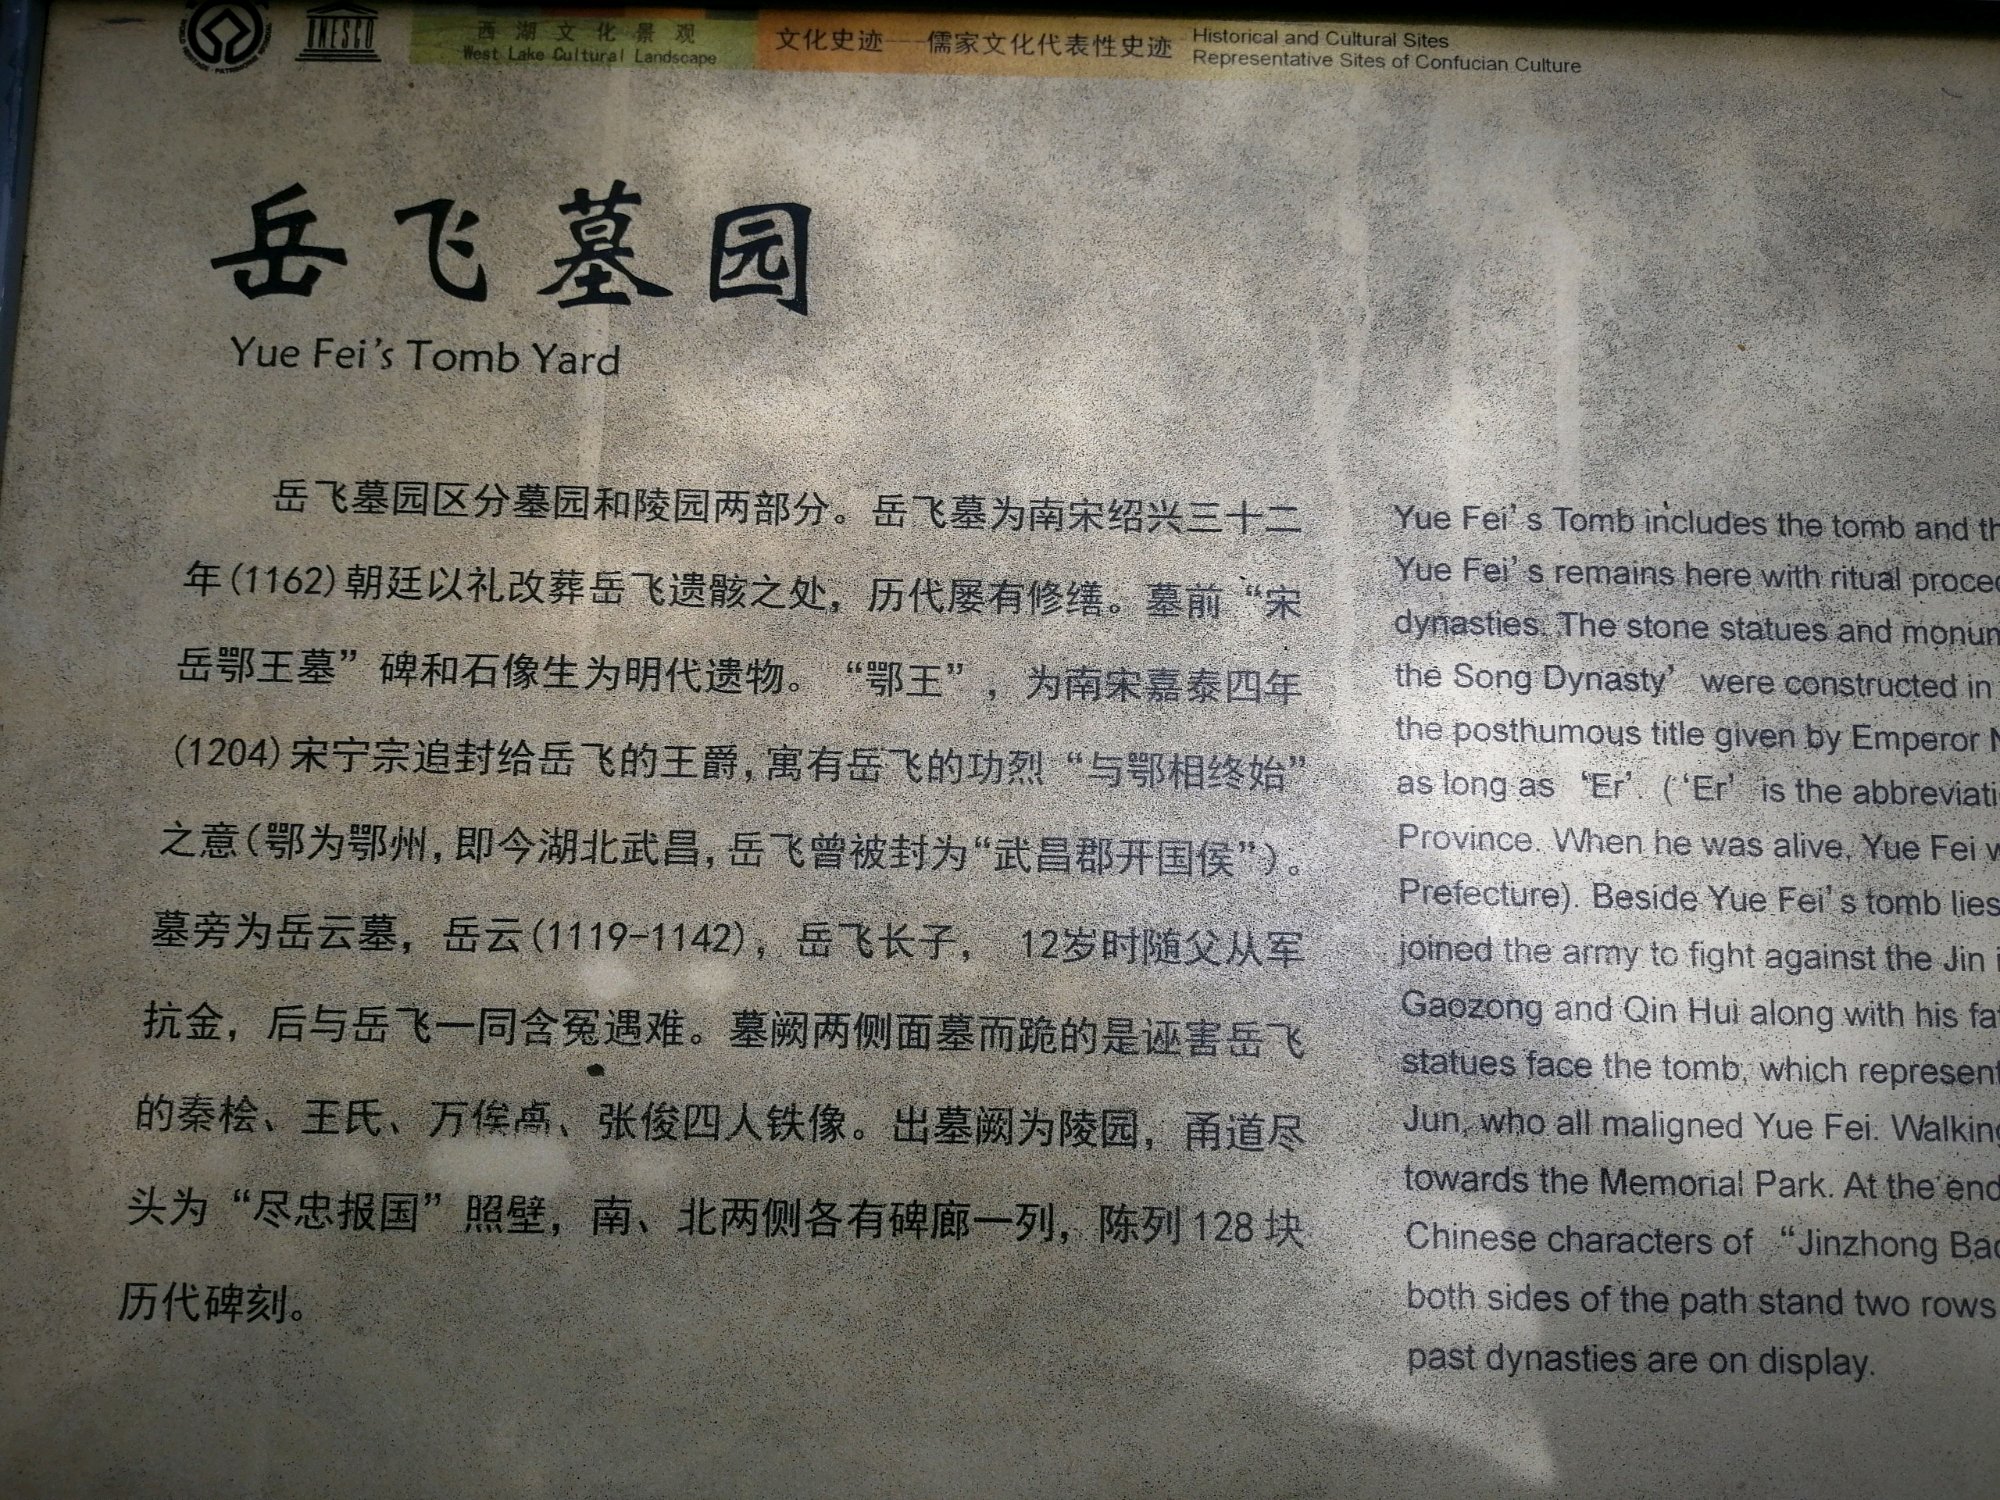 UNESCO
西湖文化景观
West Lake Cultural Landscape
文化史迹——儒家文化代表性史迹
Historical and Cultural Sites
Representative Sites of Confucian Culture
岳飞墓园
Yue Fei's Tomb Yard
岳飞墓园区分墓园和陵园两部分。岳飞墓为南宋绍兴三十二
年(1162)朝廷以礼改葬岳飞遗骸之处，历代屡有修缮。墓前“宋
岳鄂王墓”碑和石像生为明代遗物。“鄂王”，为南宋嘉泰四年
(1204)宋宁宗追封给岳飞的王爵,寓有岳飞的功烈“与鄂相终始”
之意(鄂为鄂州,即今湖北武昌,岳飞曾被封为“武昌郡开国侯”)。
墓旁为岳云墓，岳云(1119-1142)，岳飞长子， 12岁时随父从军
抗金，后与岳飞一同含冤遇难。墓阙两侧面墓而跪的是诬害岳飞
的秦桧、王氏、万俟卨、张俊四人铁像。出墓阙为陵园，甬道尽
头为“尽忠报国”照壁，南、北两侧各有碑廊一列，陈列128块
历代碑刻。
Yue Fei's Tomb includes the tomb and th
Yue Fei's remains here with ritual proced
dynasties. The stone statues and monum
the Song Dynasty' were constructed in
the posthumous title given by Emperor N
as long as 'Er'. ('Er' is the abbreviati
Province. When he was alive, Yue Fei w
Prefecture). Beside Yue Fei's tomb lies
joined the army to fight against the Jin i
Gaozong and Qin Hui along with his fa
statues face the tomb, which represent
Jun, who all maligned Yue Fei. Walking
towards the Memorial Park. At the end
Chinese characters of “Jinzhong Bao
both sides of the path stand two rows
past dynasties are on display.